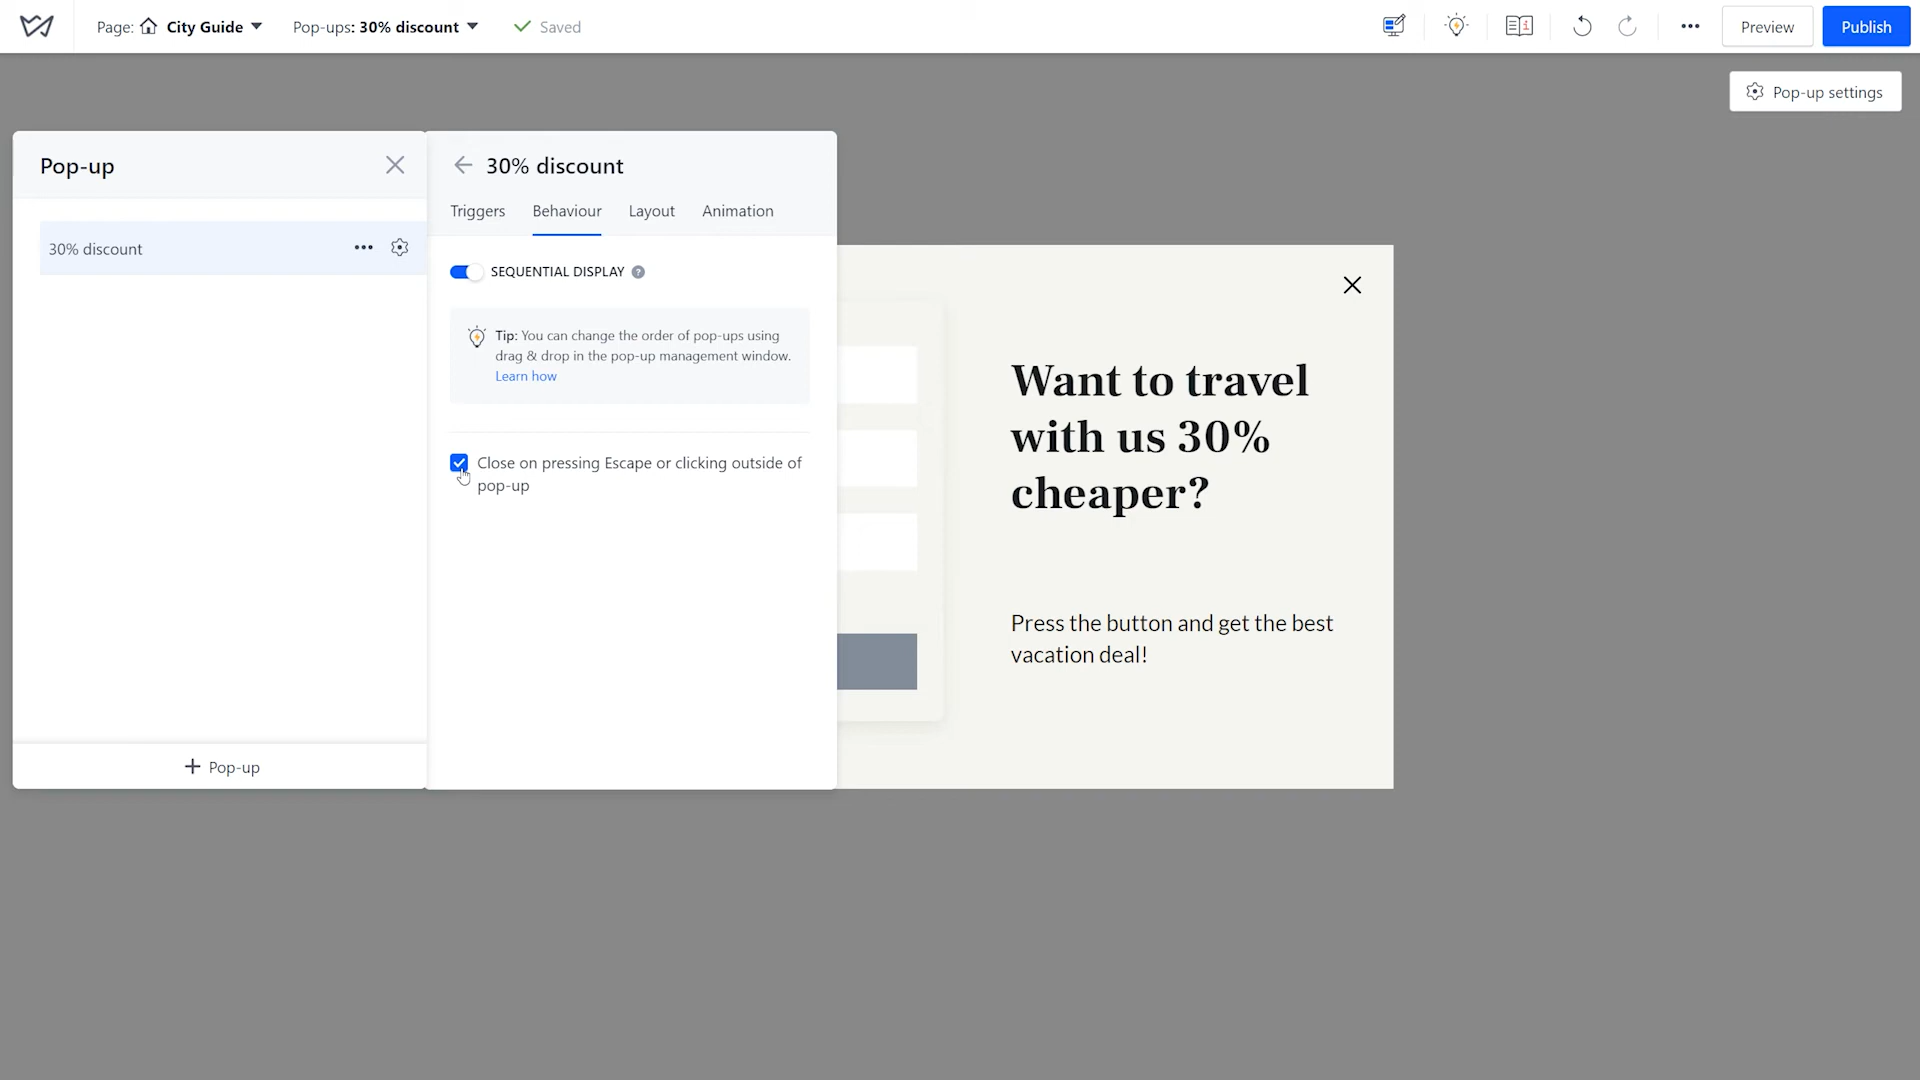 Page: City Guide
Pop-ups: 30% discount
Saved
Preview
Publish
Pop-up settings
Pop-up
30% discount
30% discount
Triggers
Behaviour
Layout
Animation
SEQUENTIAL DISPLAY ?
Tip: You can change the order of pop-ups using
drag & drop in the pop-up management window.
Learn how
Close on pressing Escape or clicking outside of
pop-up
+ Pop-up
Want to travel
with us 30%
cheaper?
Press the button and get the best
vacation deal!